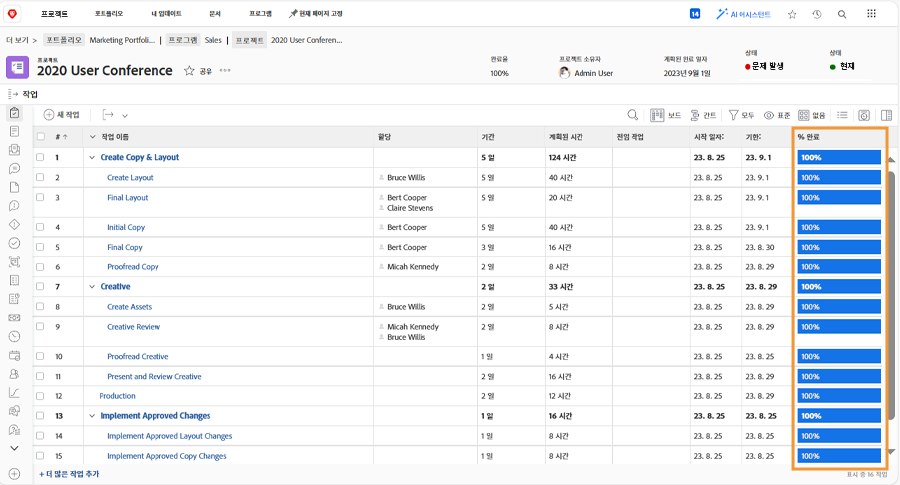 프로젝트 포트폴리오 내 업데이트 문서 프로그램 현재 페이지 고정 14 AI 어시스턴트
더 보기 > 포트폴리오 Marketing Portfolio... | 프로그램 Sales | 프로젝트 2020 User Conferen...
프로젝트
2020 User Conference 공유
완료율
100%
프로젝트 소유자
Admin User
계획된 완료 일자
2023년 9월 1일
상태
문제 발생
상태
현재
작업
새 작업 보드 간트 모두 표준 없음
# 작업 이름 할당 기간 계획된 시간 전임 작업 시작 일자: 기한: % 완료
1 Create Copy & Layout 5 일 124 시간 23. 8. 25 23. 9. 1 100%
2 Create Layout Bruce Willis 5 일 40 시간 23. 8. 25 23. 9. 1 100%
3 Final Layout Bert Cooper 5 일 20 시간 23. 8. 25 23. 9. 1 100%
Claire Stevens
4 Initial Copy Bert Cooper 5 일 40 시간 23. 8. 25 23. 9. 1 100%
5 Final Copy Bert Cooper 3 일 16 시간 23. 8. 25 23. 8. 30 100%
6 Proofread Copy Micah Kennedy 2 일 8 시간 23. 8. 25 23. 8. 29 100%
7 Creative 2 일 33 시간 23. 8. 25 23. 8. 29 100%
8 Create Assets Bruce Willis 2 일 5 시간 23. 8. 25 23. 8. 29 100%
9 Creative Review Micah Kennedy 2 일 8 시간 23. 8. 25 23. 8. 29 100%
Bruce Willis
10 Proofread Creative 1 일 4 시간 23. 8. 25 23. 8. 25 100%
11 Present and Review Creative 2 일 16 시간 23. 8. 25 23. 8. 29 100%
12 Production 2 일 12 시간 23. 8. 25 23. 8. 29 100%
13 Implement Approved Changes 1 일 16 시간 23. 8. 25 23. 8. 25 100%
14 Implement Approved Layout Changes 1 일 8 시간 23. 8. 25 23. 8. 25 100%
15 Implement Approved Copy Changes 1 일 8 시간 23. 8. 25 23. 8. 25 100%
+ 더 많은 작업 추가 표시 중 16 작업